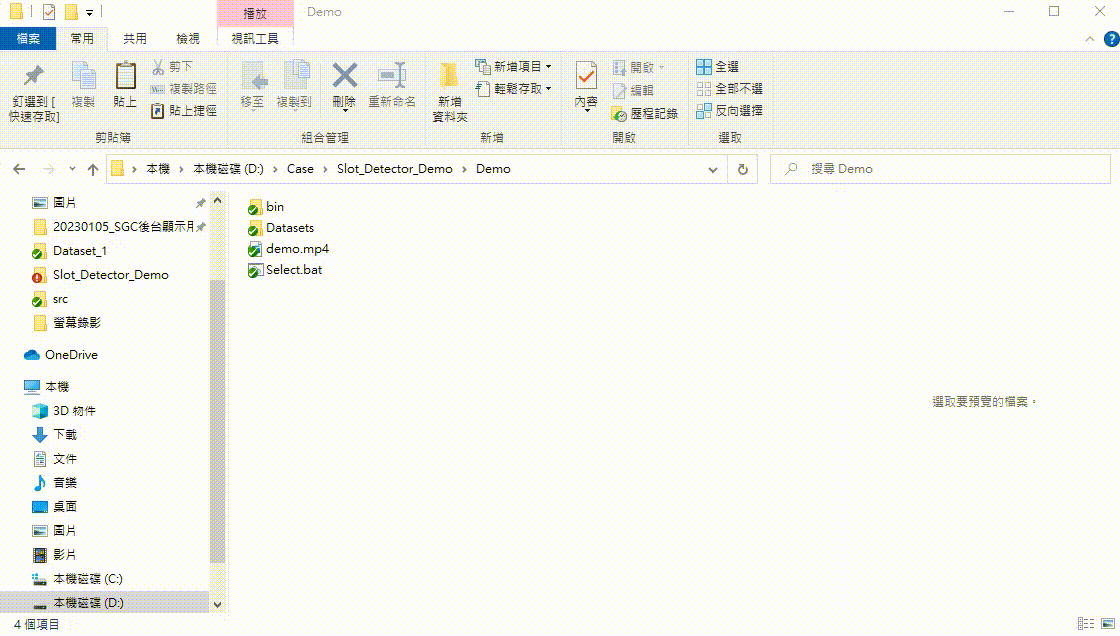 播放
Demo
檔案
常用
共用
檢視
視訊工具
釘選到 [
快速存取]
複製
貼上
剪下
複製路徑
貼上捷徑
剪貼簿
移至
複製到
刪除
重新命名
組合管理
新增
資料夾
新增項目
輕鬆存取
新增
內容
開啟
編輯
歷程記錄
開啟
全選
全部不選
反向選擇
選取
本機 › 本機磁碟 (D:) › Case › Slot_Detector_Demo › Demo
搜尋 Demo
圖片
20230105_SGC後台顯示用
Dataset_1
Slot_Detector_Demo
src
螢幕錄影
OneDrive
本機
3D 物件
下載
文件
音樂
桌面
圖片
影片
本機磁碟 (C:)
本機磁碟 (D:)
bin
Datasets
demo.mp4
Select.bat
選取要預覽的檔案。
4 個項目